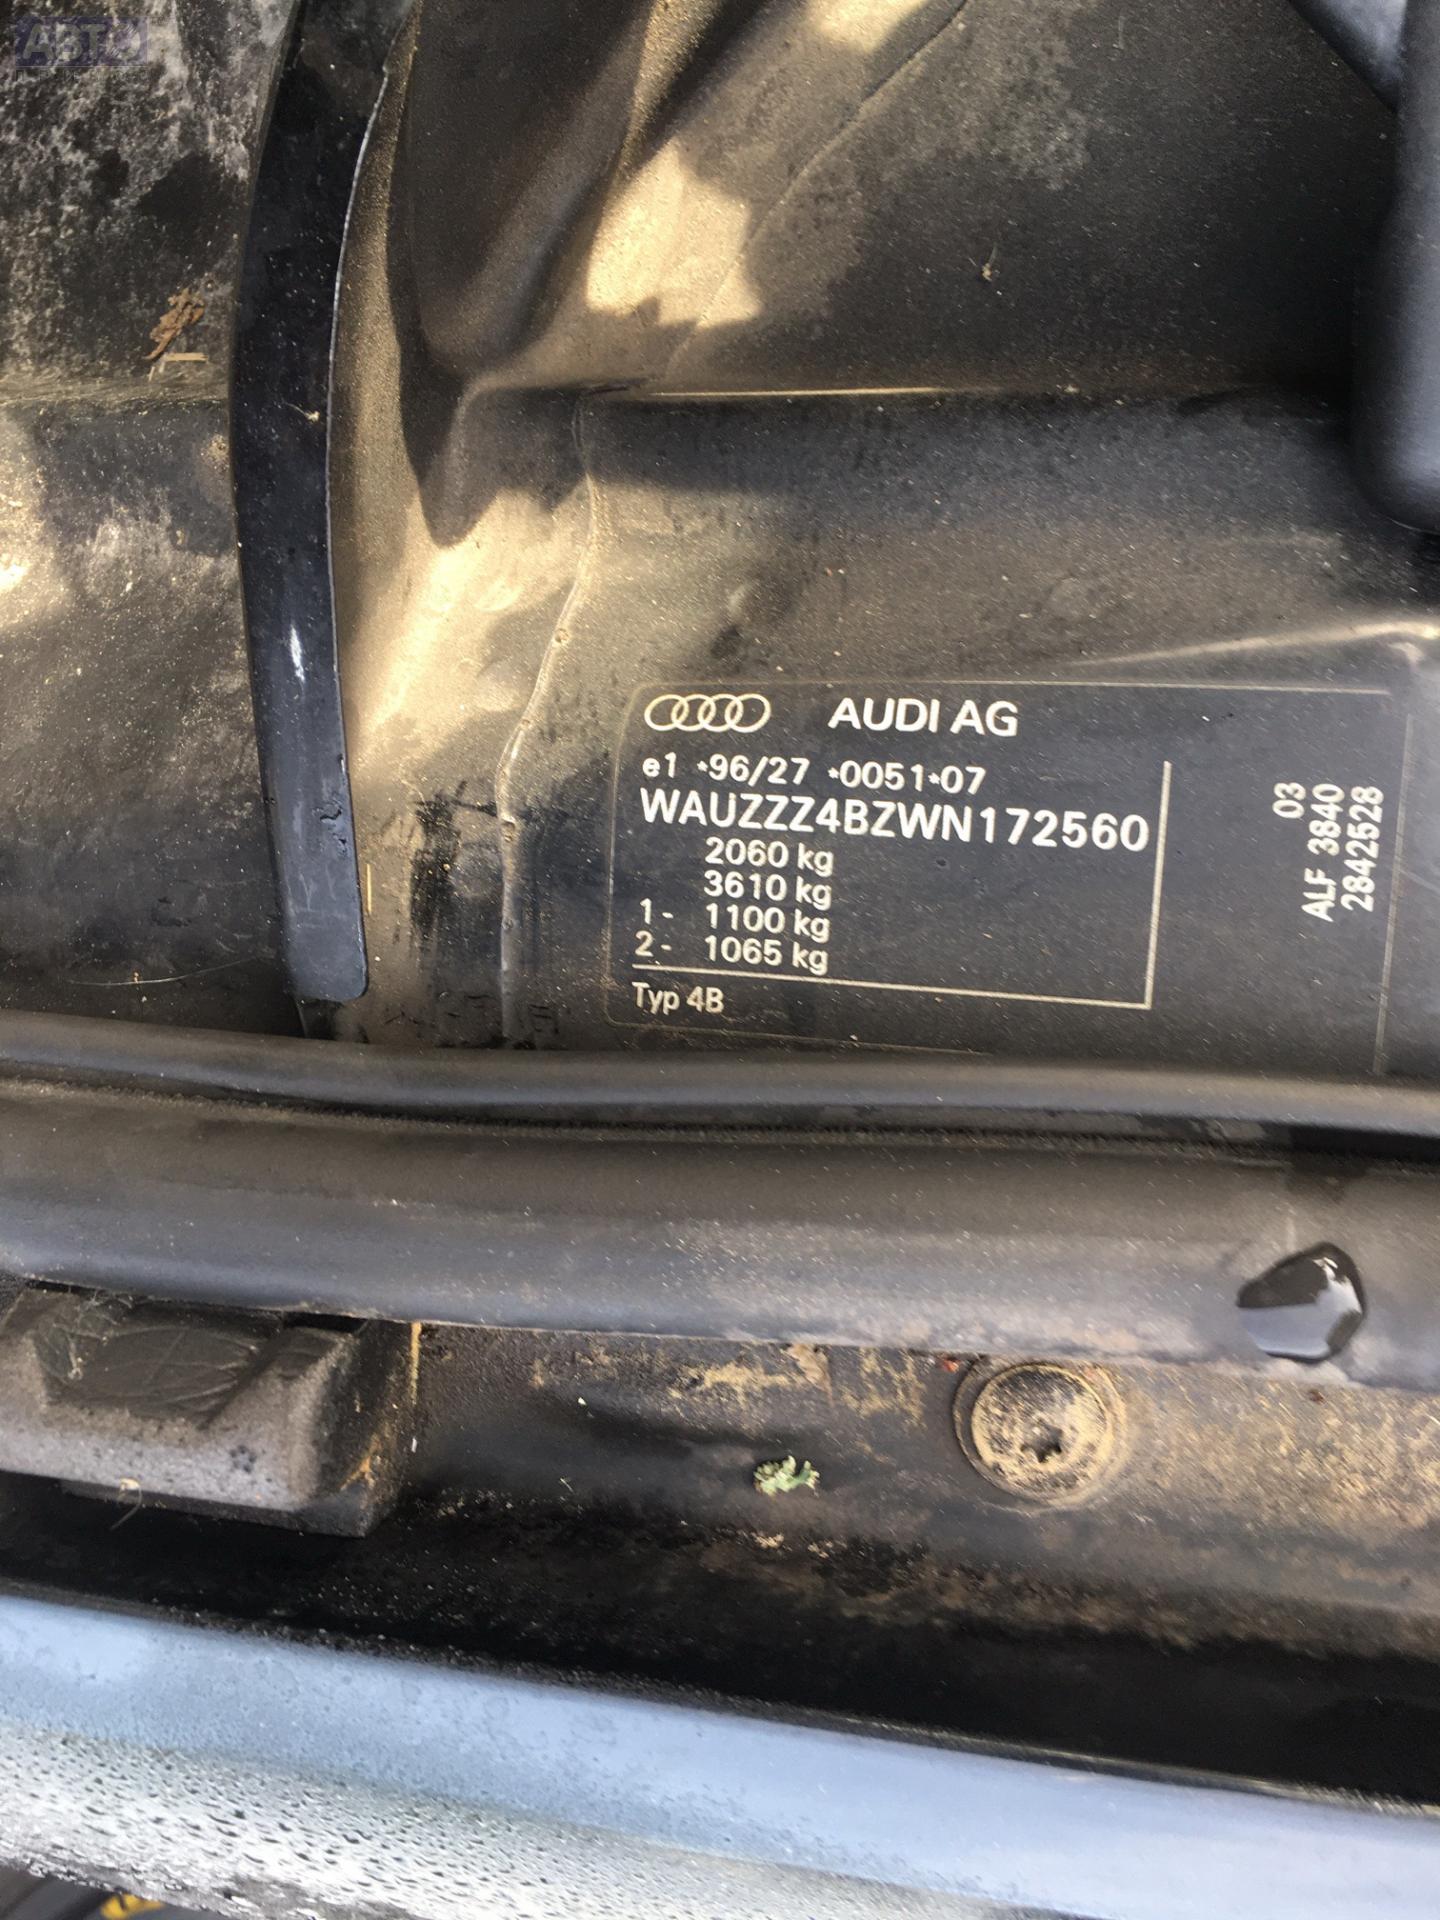 АВТО
AUDI AG
e1 *96/27 *0051*07
WAUZZZ4BZWN172560
2060 kg
3610 kg
1- 1100 kg
2- 1065 kg
Typ 4B
03
ALF 3840
2842528